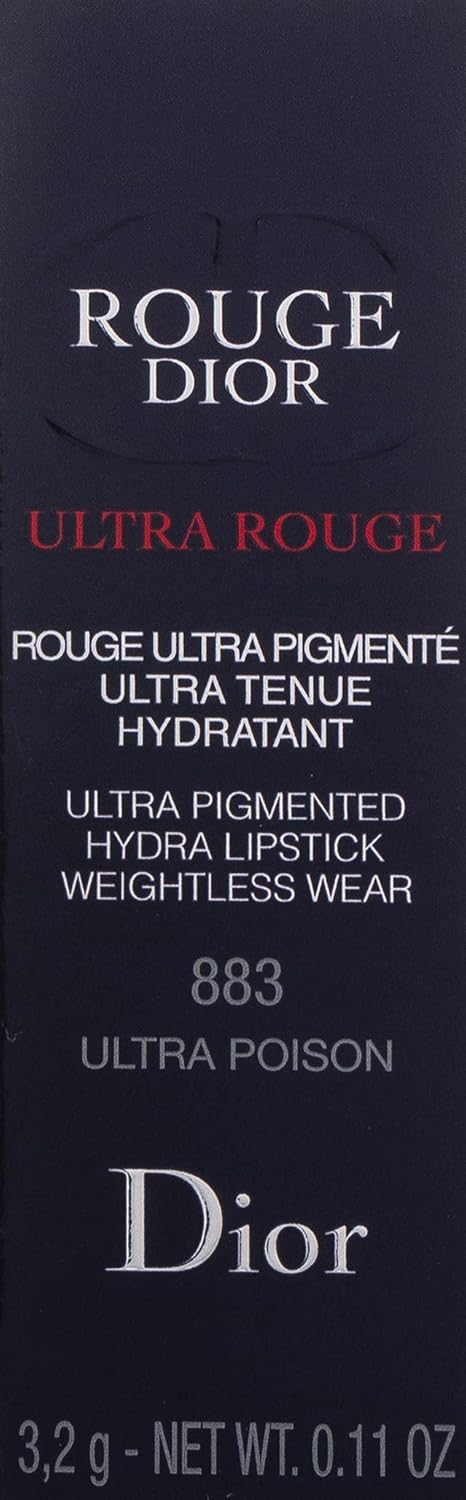 ROUGE
DIOR
ULTRA ROUGE
ROUGE ULTRA PIGMENTÉ
ULTRA TENUE
HYDRATANT
ULTRA PIGMENTED
HYDRA LIPSTICK
WEIGHTLESS WEAR
883
ULTRA POISON
Dior
3,2 g - NET WT. 0.11 OZ